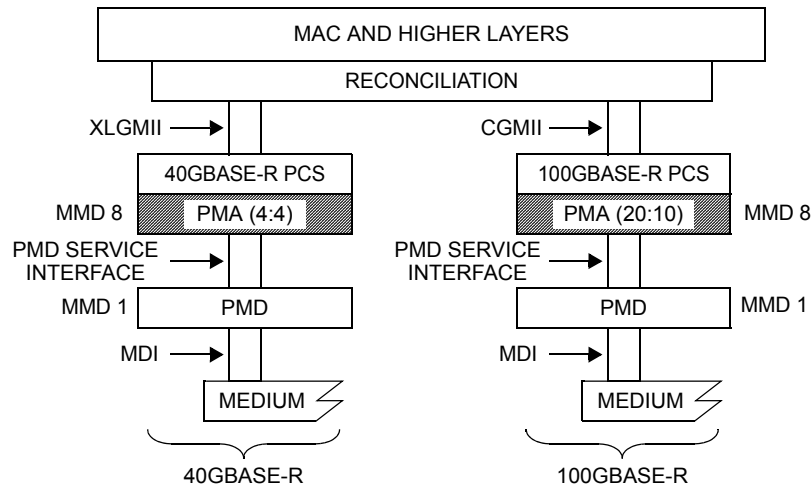 MAC AND HIGHER LAYERS
RECONCILIATION
XLGMII
CGMII
40GBASE-R PCS
100GBASE-R PCS
MMD 8
PMA (4:4)
PMA (20:10)
MMD 8
PMD SERVICE
INTERFACE
PMD SERVICE
INTERFACE
MMD 1
PMD
PMD
MMD 1
MDI
MDI
MEDIUM
MEDIUM
40GBASE-R
100GBASE-R